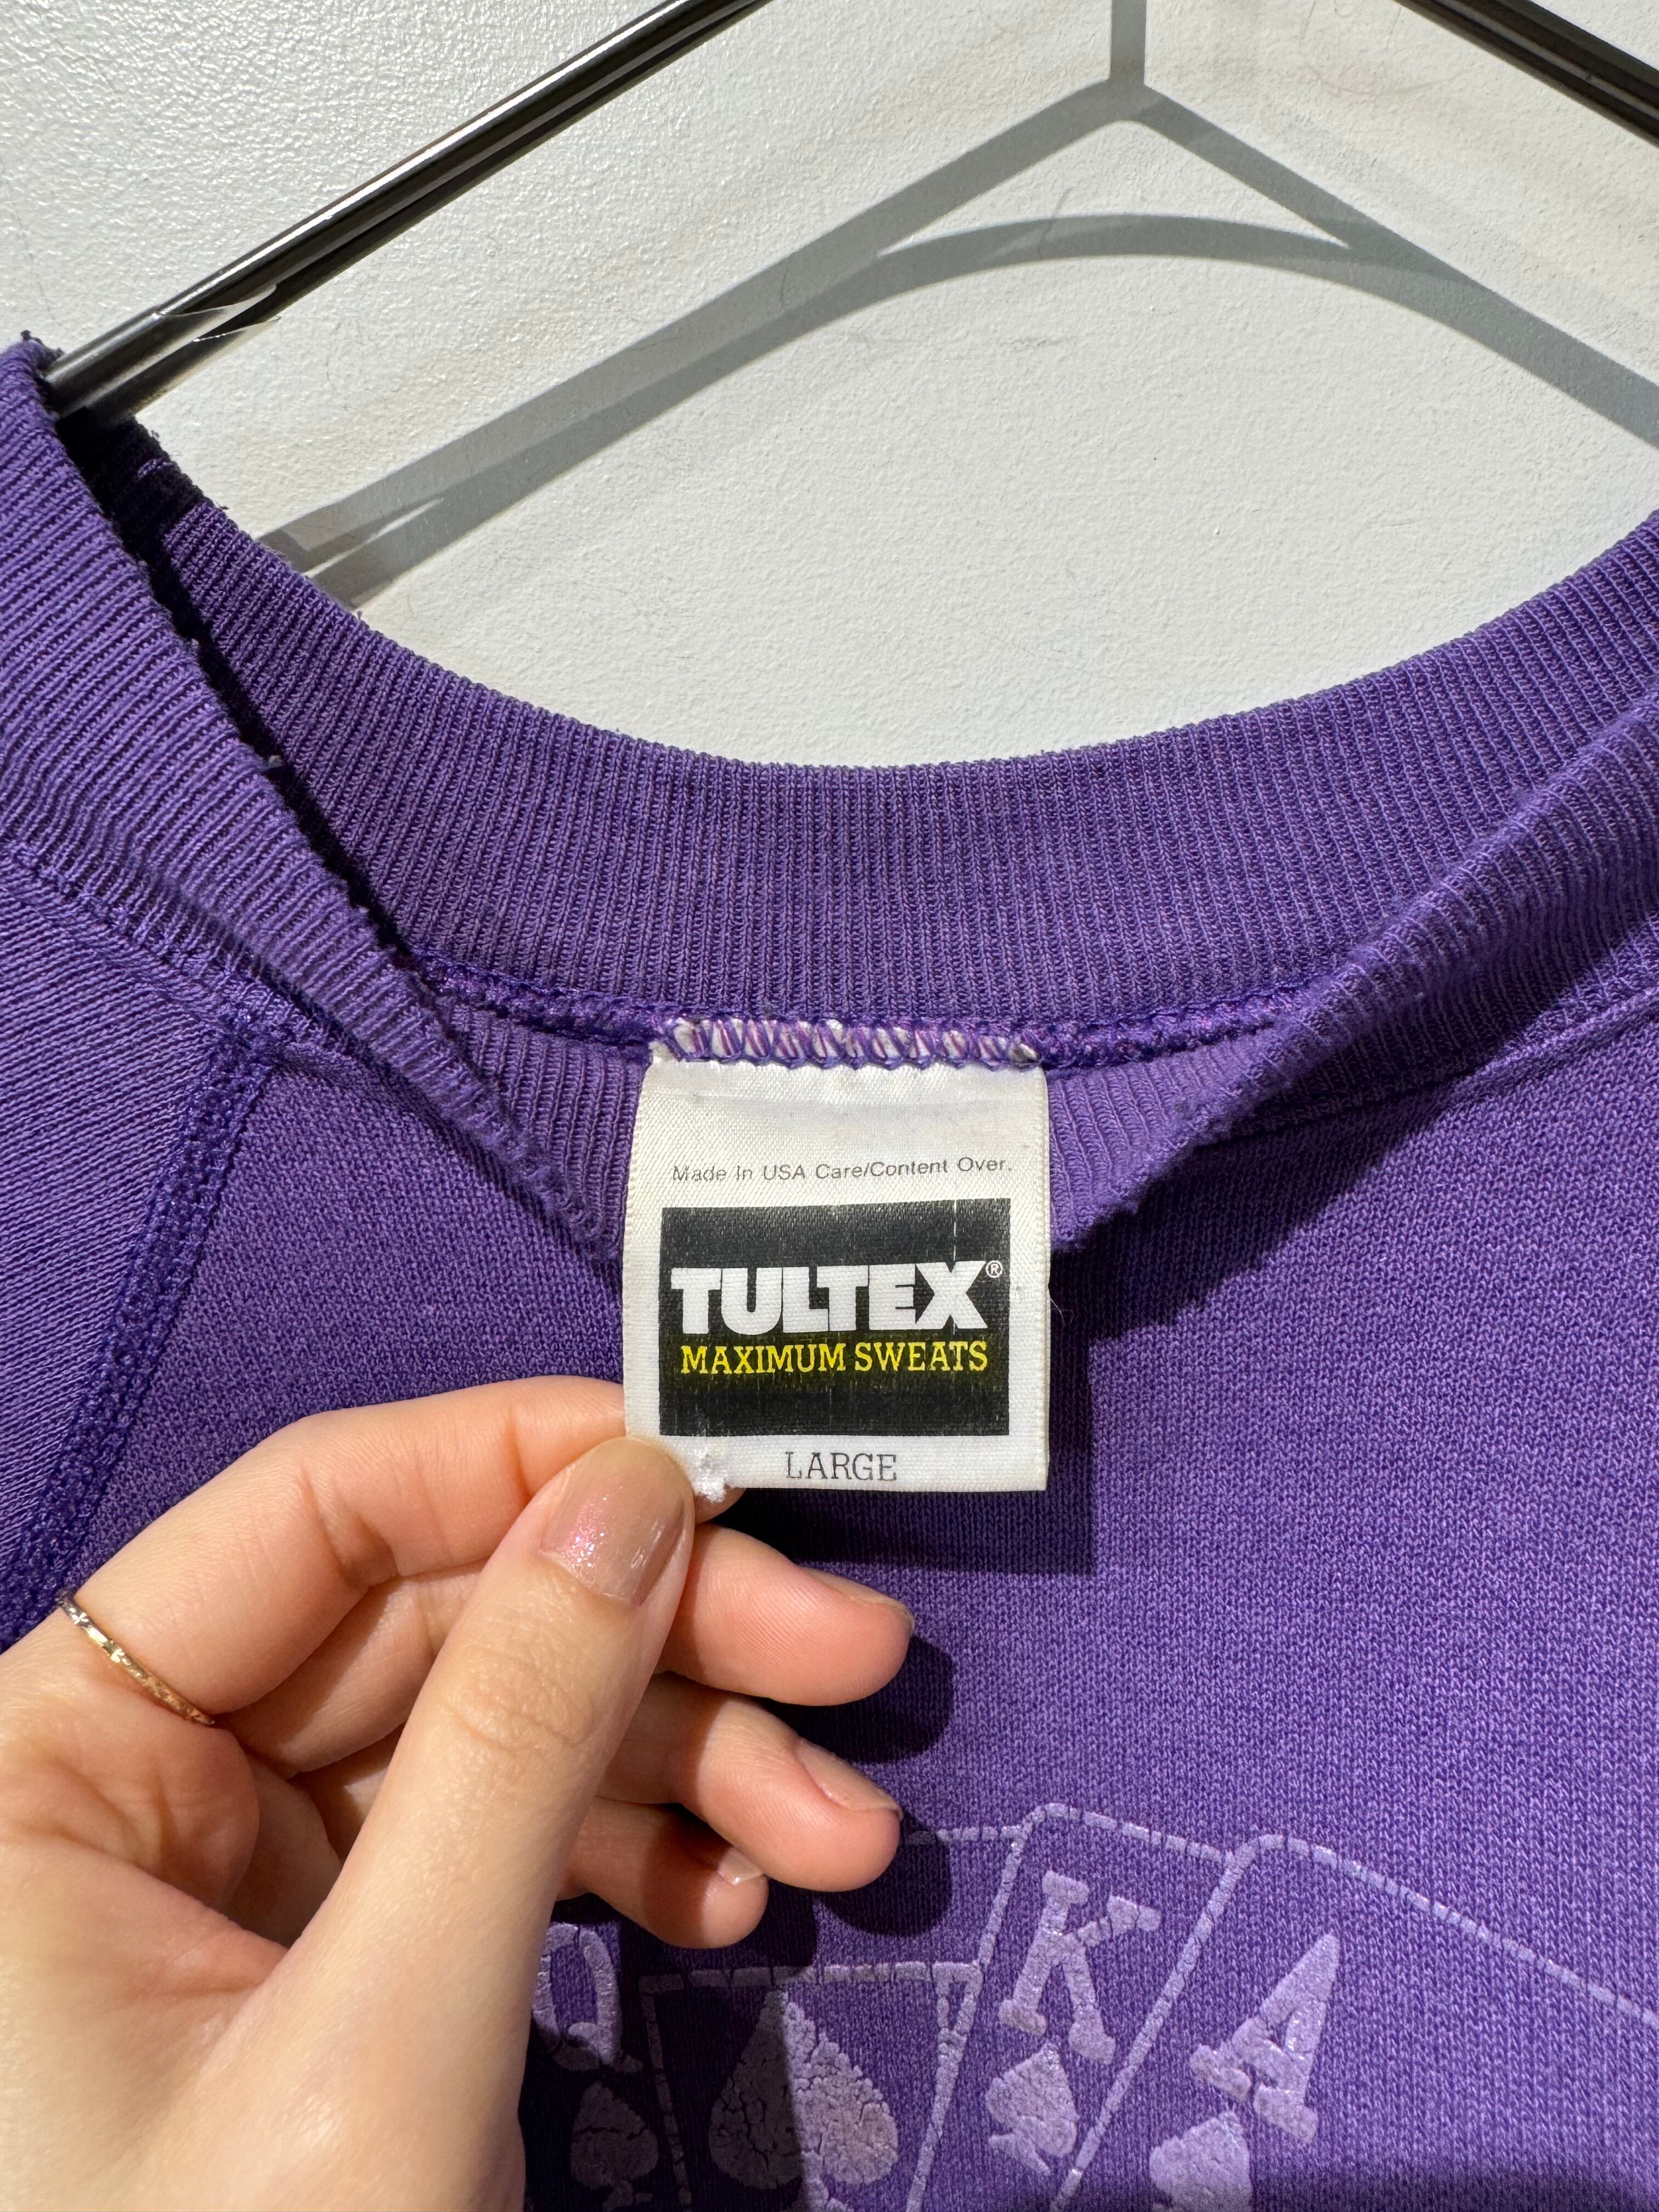 Made In USA Care/Content Over.
TULTEX®
MAXIMUM SWEATS
LARGE
Q
K
A